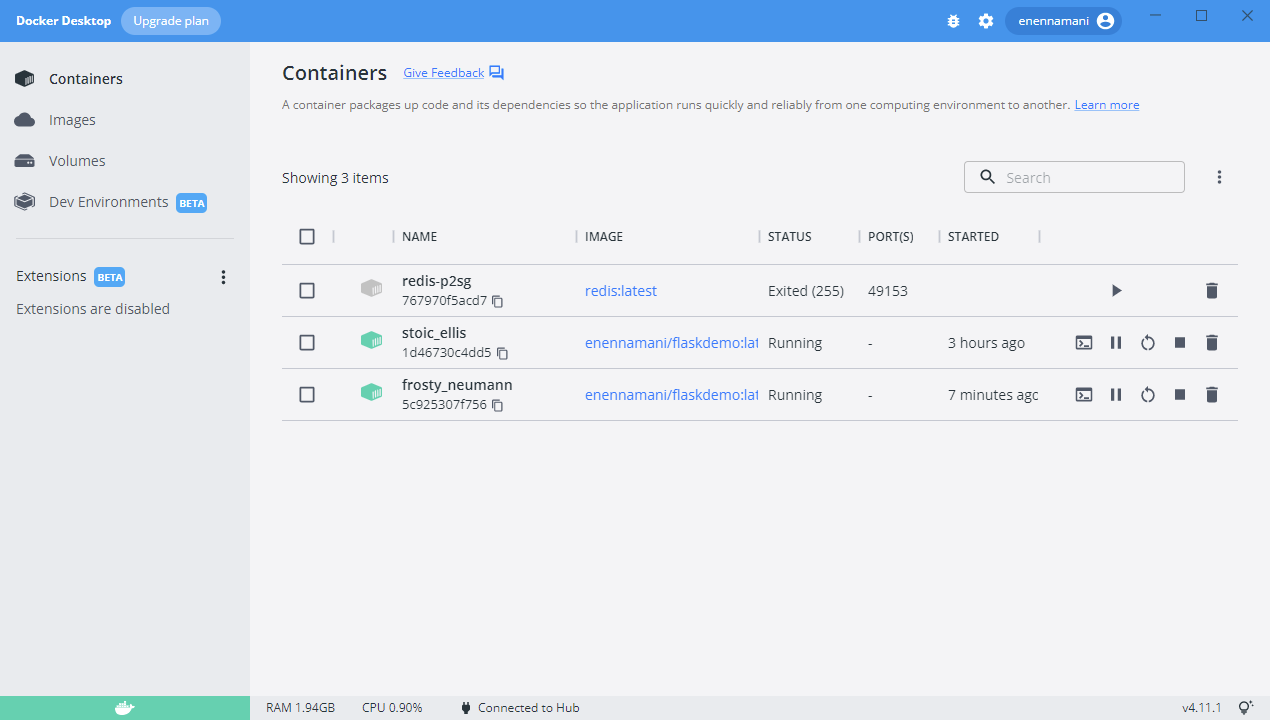 Docker Desktop Upgrade plan enennamani
Containers
Images
Volumes
Dev Environments BETA
Extensions BETA
Extensions are disabled
Containers Give Feedback
A container packages up code and its dependencies so the application runs quickly and reliably from one computing environment to another. Learn more
Showing 3 items Search
NAME IMAGE STATUS PORT(S) STARTED
redis-p2sg
767970f5acd7 redis:latest Exited (255) 49153
stoic_ellis
1d46730c4dd5 enennamani/flaskdemo:lat Running - 3 hours ago
frosty_neumann
5c925307f756 enennamani/flaskdemo:lat Running - 7 minutes agc
RAM 1.94GB CPU 0.90% Connected to Hub v4.11.1